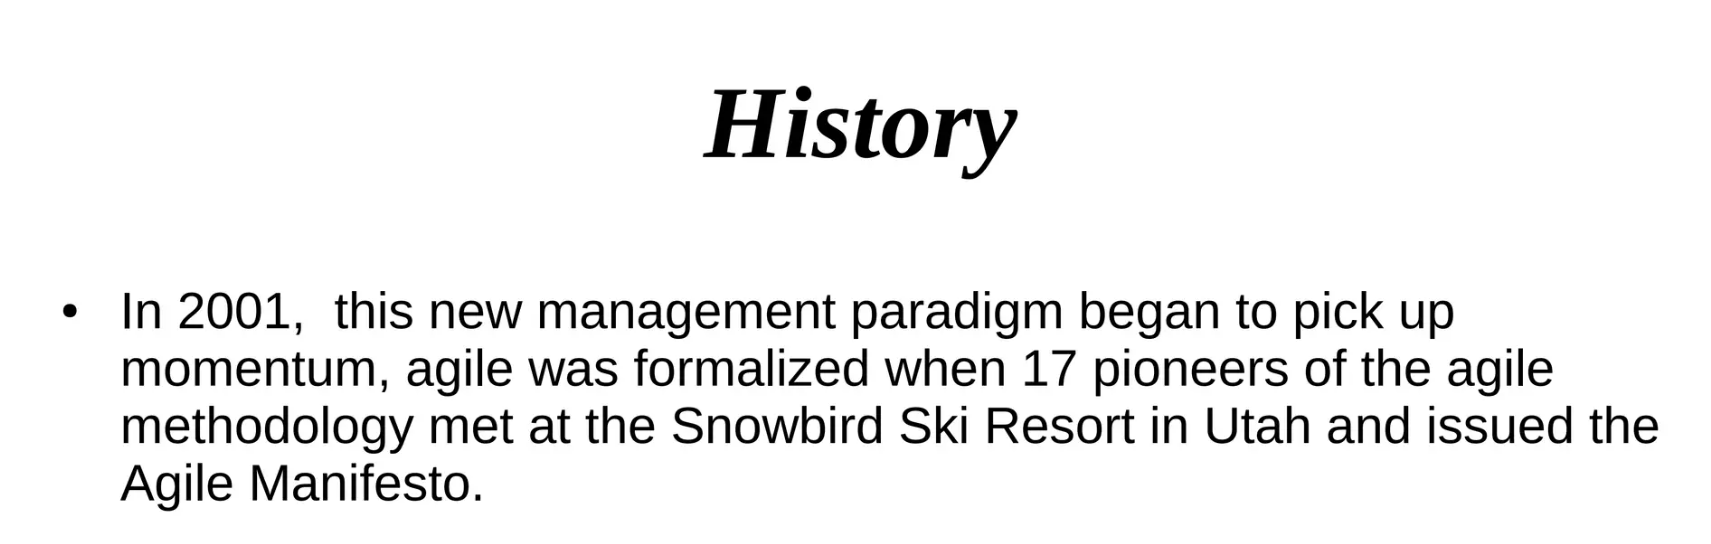 History
• In 2001,  this new management paradigm began to pick up
momentum, agile was formalized when 17 pioneers of the agile
methodology met at the Snowbird Ski Resort in Utah and issued the
Agile Manifesto.